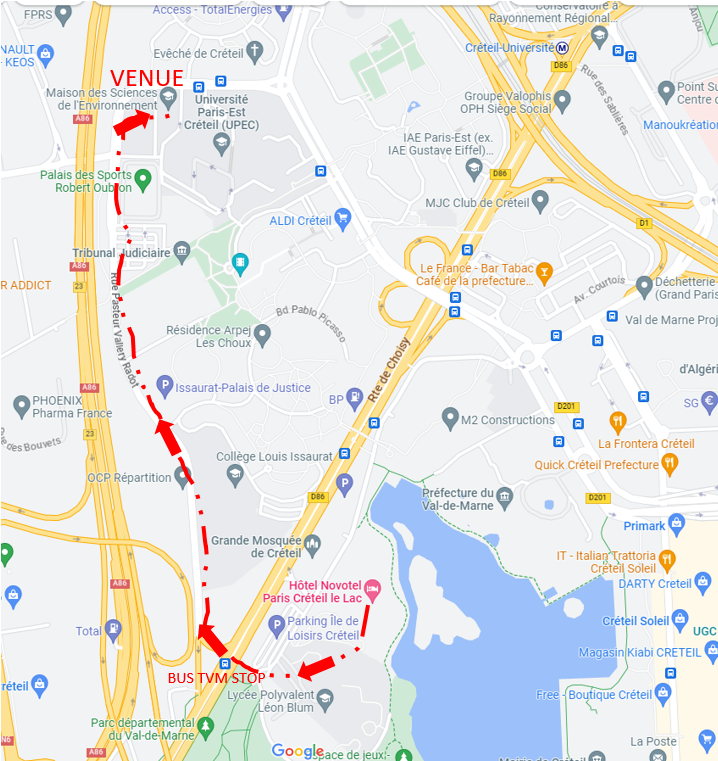 FPRS
Access - TotalEnergies
Conservatoire à
Rayonnement Régional...
Anjou
NAULT
- KEOS
Evêché de Créteil
Créteil-Université
M
D86
VENUE
Maison des Sciences
de l'Environnement
A86
Université
Paris-Est
Créteil (UPEC)
Rue des Sablières
Groupe Valophis
OPH Siège Social
Point Su
Centre d
Manoukréation
IAE Paris-Est (ex.
IAE Gustave Eiffel)...
D86
Palais des Sports
Robert Oubron
MJC Club de Créteil
ALDI Créteil
D1
Tribunal Judiciaire
A86
23
R ADDICT
Le France - Bar Tabac
Café de la prefecture...
Av. Courtois
Déchetterie
(Grand Paris
Rue Pasteur Vallery Radot
Bd Pablo Picasso
Résidence Arpej
Les Choux
Val de Marne Proj
Rte de Choisy
d'Algéri
A86
Issaurat-Palais de Justice
BP
SG
PHOENIX
Pharma France
D201
M2 Constructions
23
Rue des Bouvets
La Frontera Créteil
Collège Louis Issaurat
Quick Créteil Prefecture
OCP Répartition
D86
Préfecture du
Val-de-Marne
D201
Primark
Grande Mosquée
de Créteil
IT - Italian Trattoria
Créteil Soleil
A86
Hôtel Novotel
Paris Créteil le Lac
DARTY Creteil
Total
Parking Île de
Loisirs Créteil
Créteil Soleil
UGC
Magasin Kiabi CRETEIL
BUS TVM STOP
Créteil
Lycée Polyvalent
Léon Blum
Free - Boutique Créteil
Parc départemental
du Val-de-Marne
N6
Google
Espace de jeux:-
La Poste